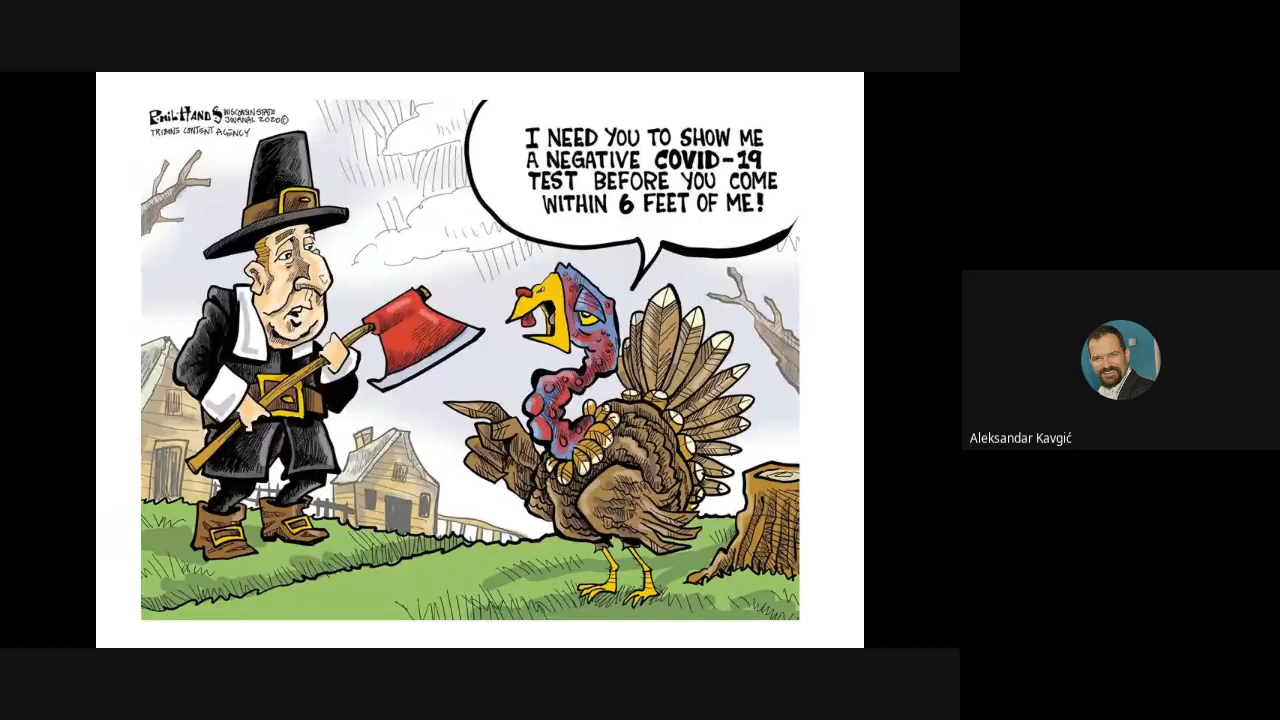 Phil Hands Wisconsin State
Journal 2020©
Tribune Content Agency
I NEED YOU TO SHOW ME
A NEGATIVE COVID-19
TEST BEFORE YOU COME
WITHIN 6 FEET OF ME!
Aleksandar Kavgić